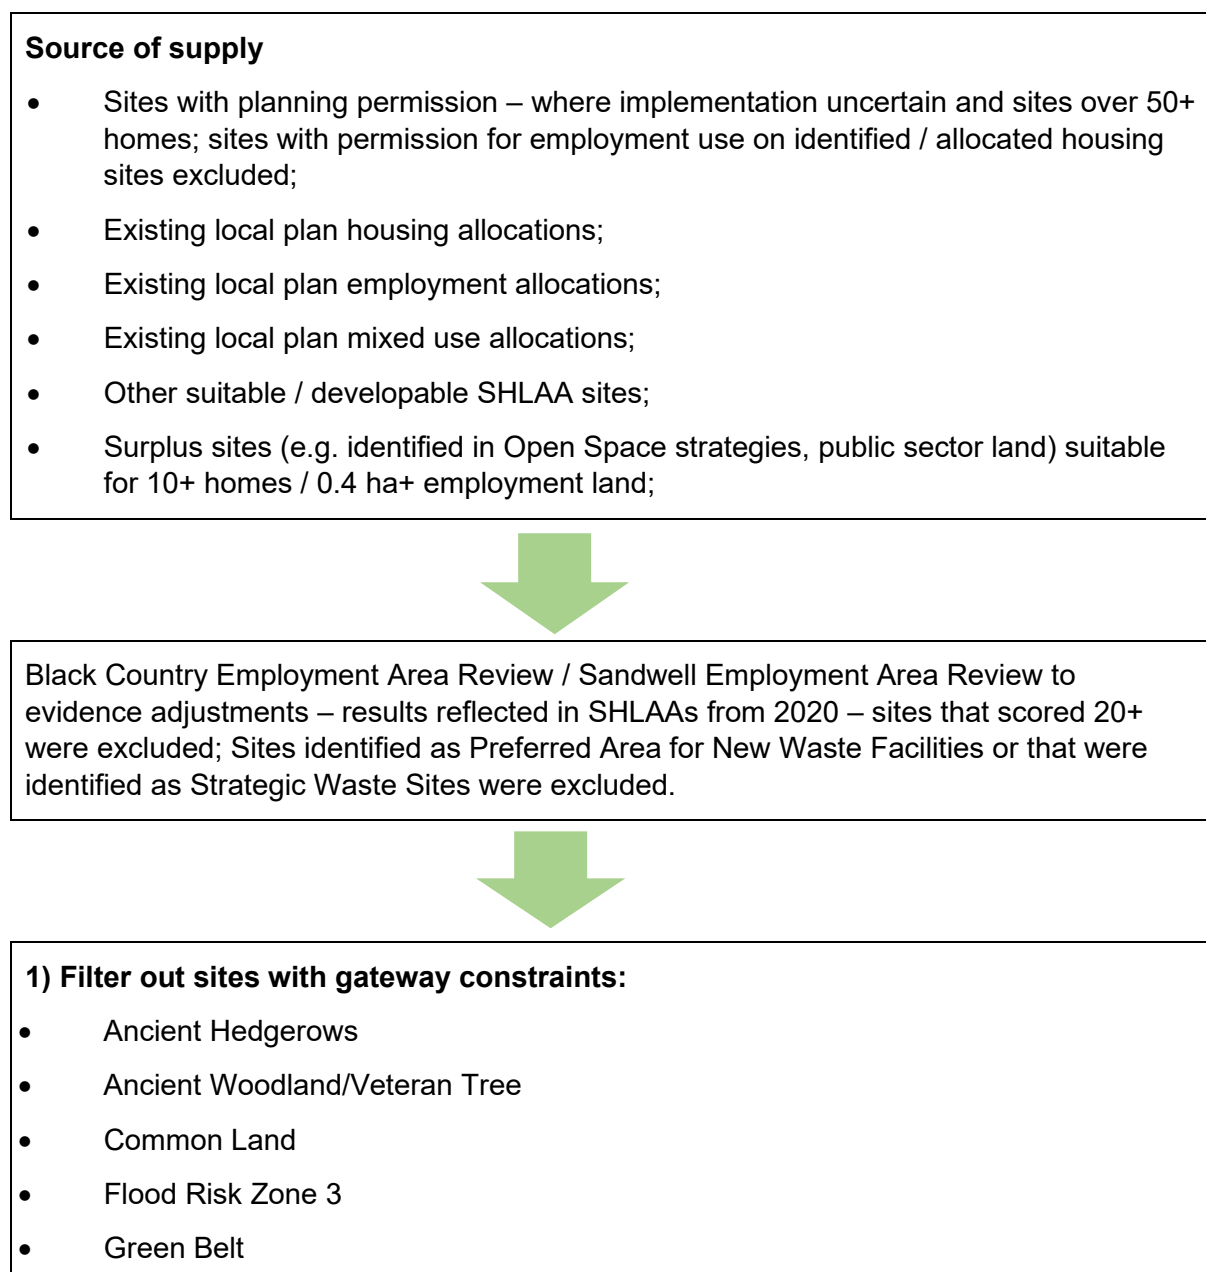 Source of supply
• Sites with planning permission – where implementation uncertain and sites over 50+
homes; sites with permission for employment use on identified / allocated housing
sites excluded;
• Existing local plan housing allocations;
• Existing local plan employment allocations;
• Existing local plan mixed use allocations;
• Other suitable / developable SHLAA sites;
• Surplus sites (e.g. identified in Open Space strategies, public sector land) suitable
for 10+ homes / 0.4 ha+ employment land;
Black Country Employment Area Review / Sandwell Employment Area Review to
evidence adjustments – results reflected in SHLAAs from 2020 – sites that scored 20+
were excluded; Sites identified as Preferred Area for New Waste Facilities or that were
identified as Strategic Waste Sites were excluded.
1) Filter out sites with gateway constraints:
• Ancient Hedgerows
• Ancient Woodland/Veteran Tree
• Common Land
• Flood Risk Zone 3
• Green Belt